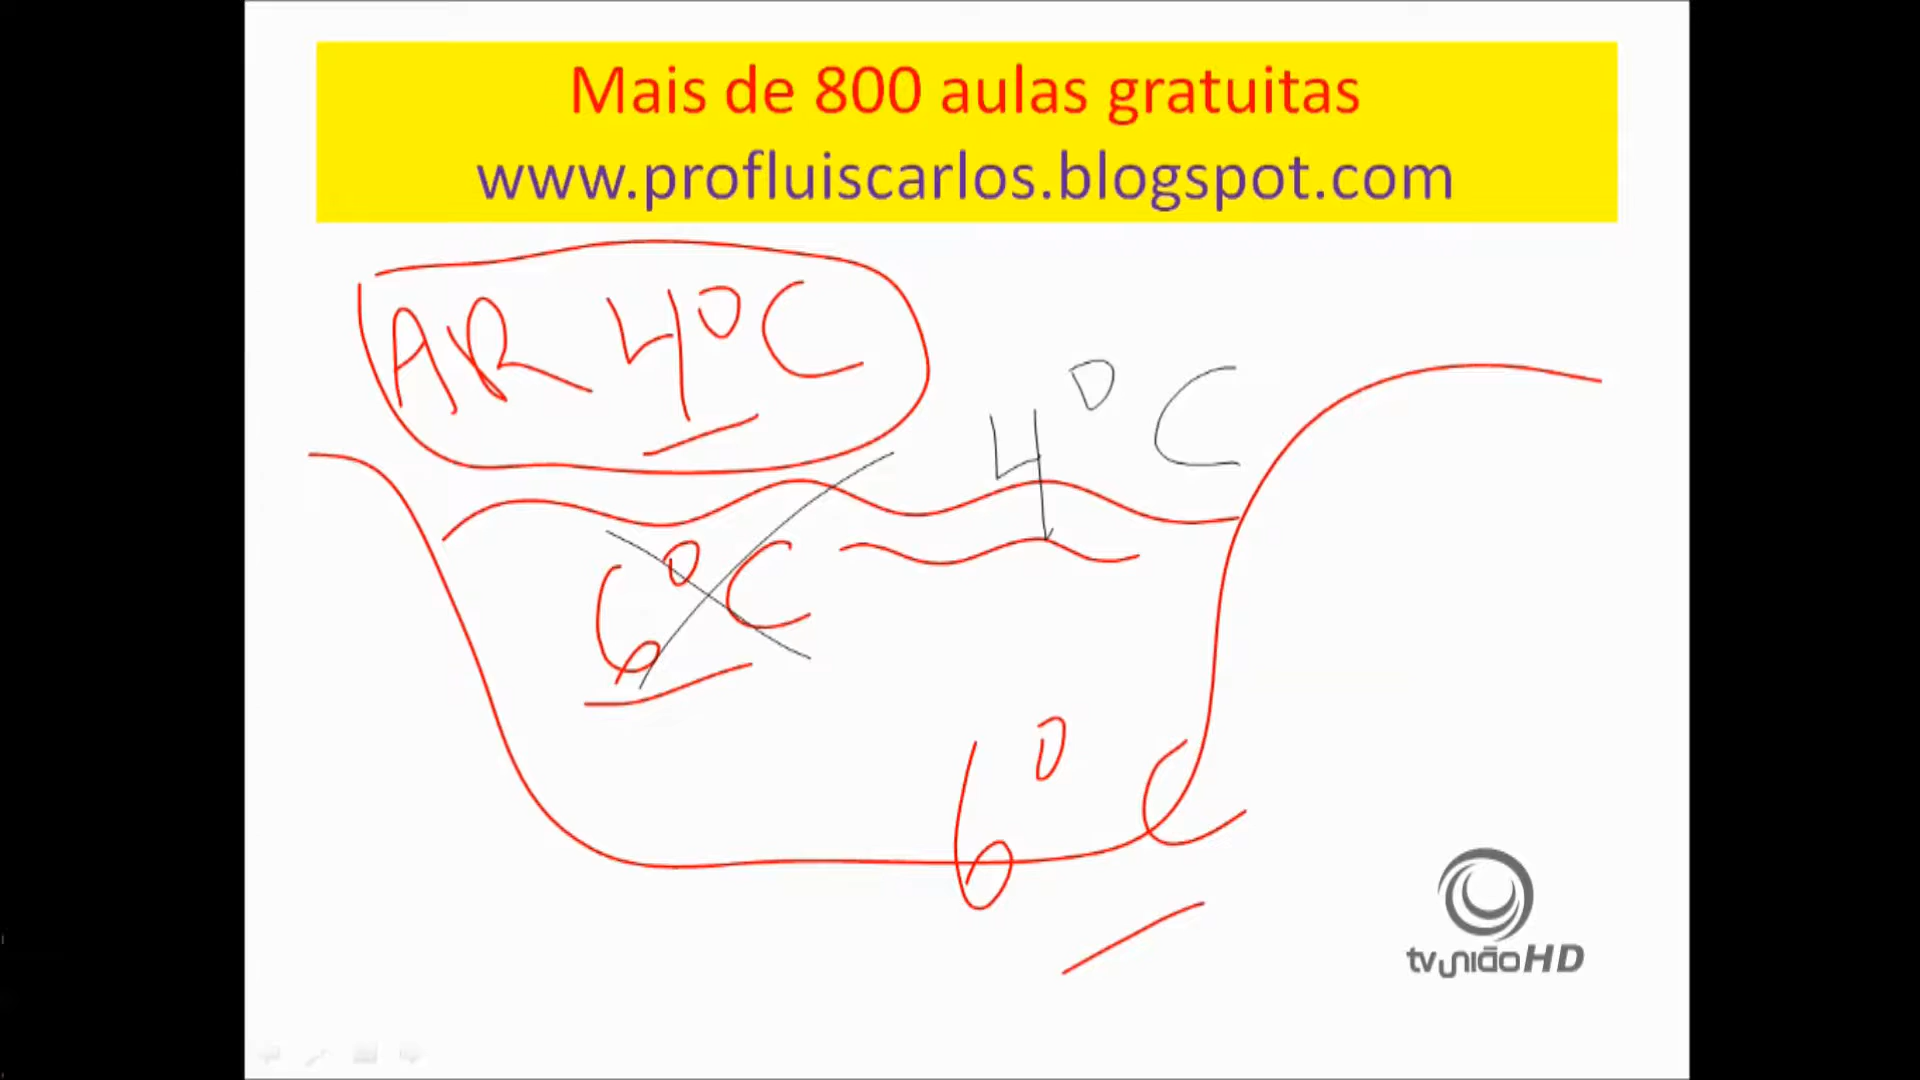 Mais de 800 aulas gratuitas
www.profluiscarlos.blogspot.com
AR 4°C
4°C
6°C
6°C
tvuniãoHD